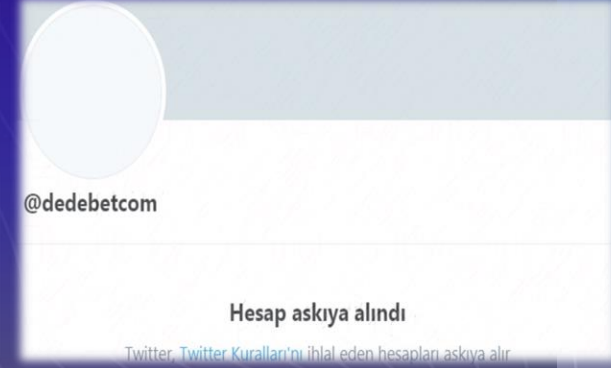 @dedebetcom
Hesap askıya alındı
Twitter, Twitter Kuralları'nı ihlal eden hesapları askıya alır